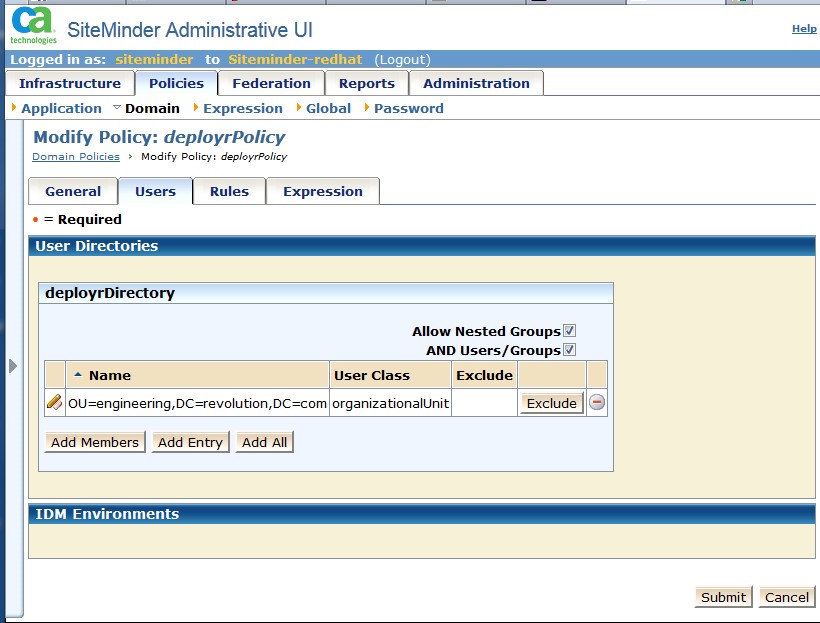 ca
technologies
SiteMinder Administrative UI
Help
Logged in as: siteminder to Siteminder-redhat (Logout)
Infrastructure Policies Federation Reports Administration
Application Domain Expression Global Password
Modify Policy: deployrPolicy
Domain Policies › Modify Policy: deployrPolicy
General Users Rules Expression
• = Required
User Directories
deployrDirectory
Allow Nested Groups
AND Users/Groups
Name User Class Exclude
OU=engineering,DC=revolution,DC=com organizationalUnit Exclude
Add Members Add Entry Add All
IDM Environments
Submit Cancel